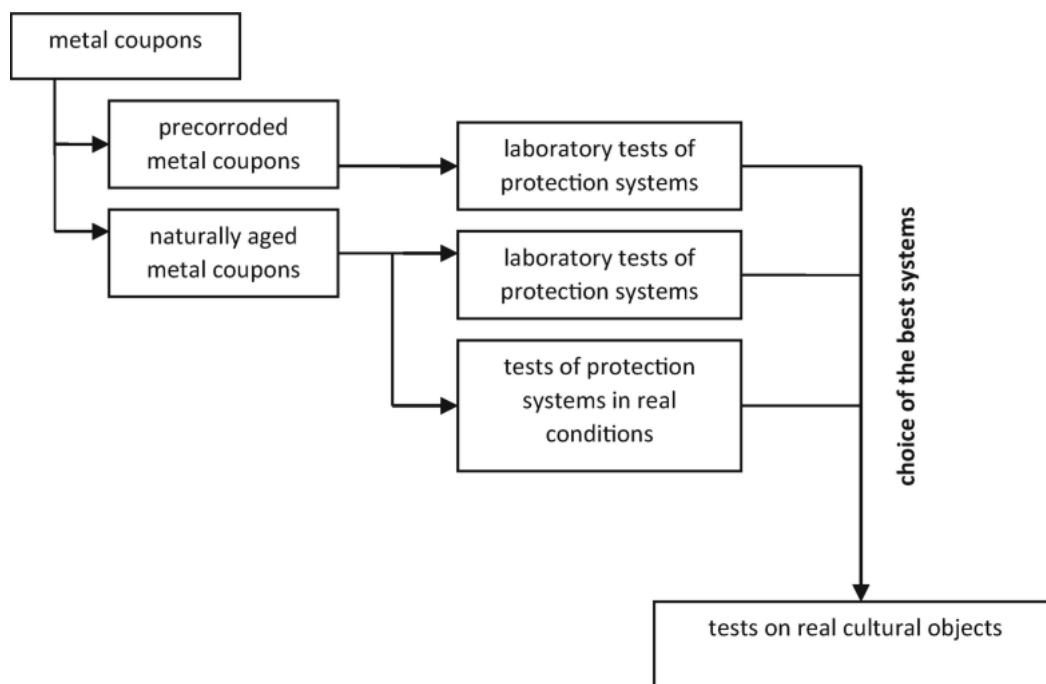 metal coupons
precorroded
metal coupons
naturally aged
metal coupons
laboratory tests of
protection systems
laboratory tests of
protection systems
tests of protection
systems in real
conditions
choice of the best systems
tests on real cultural objects